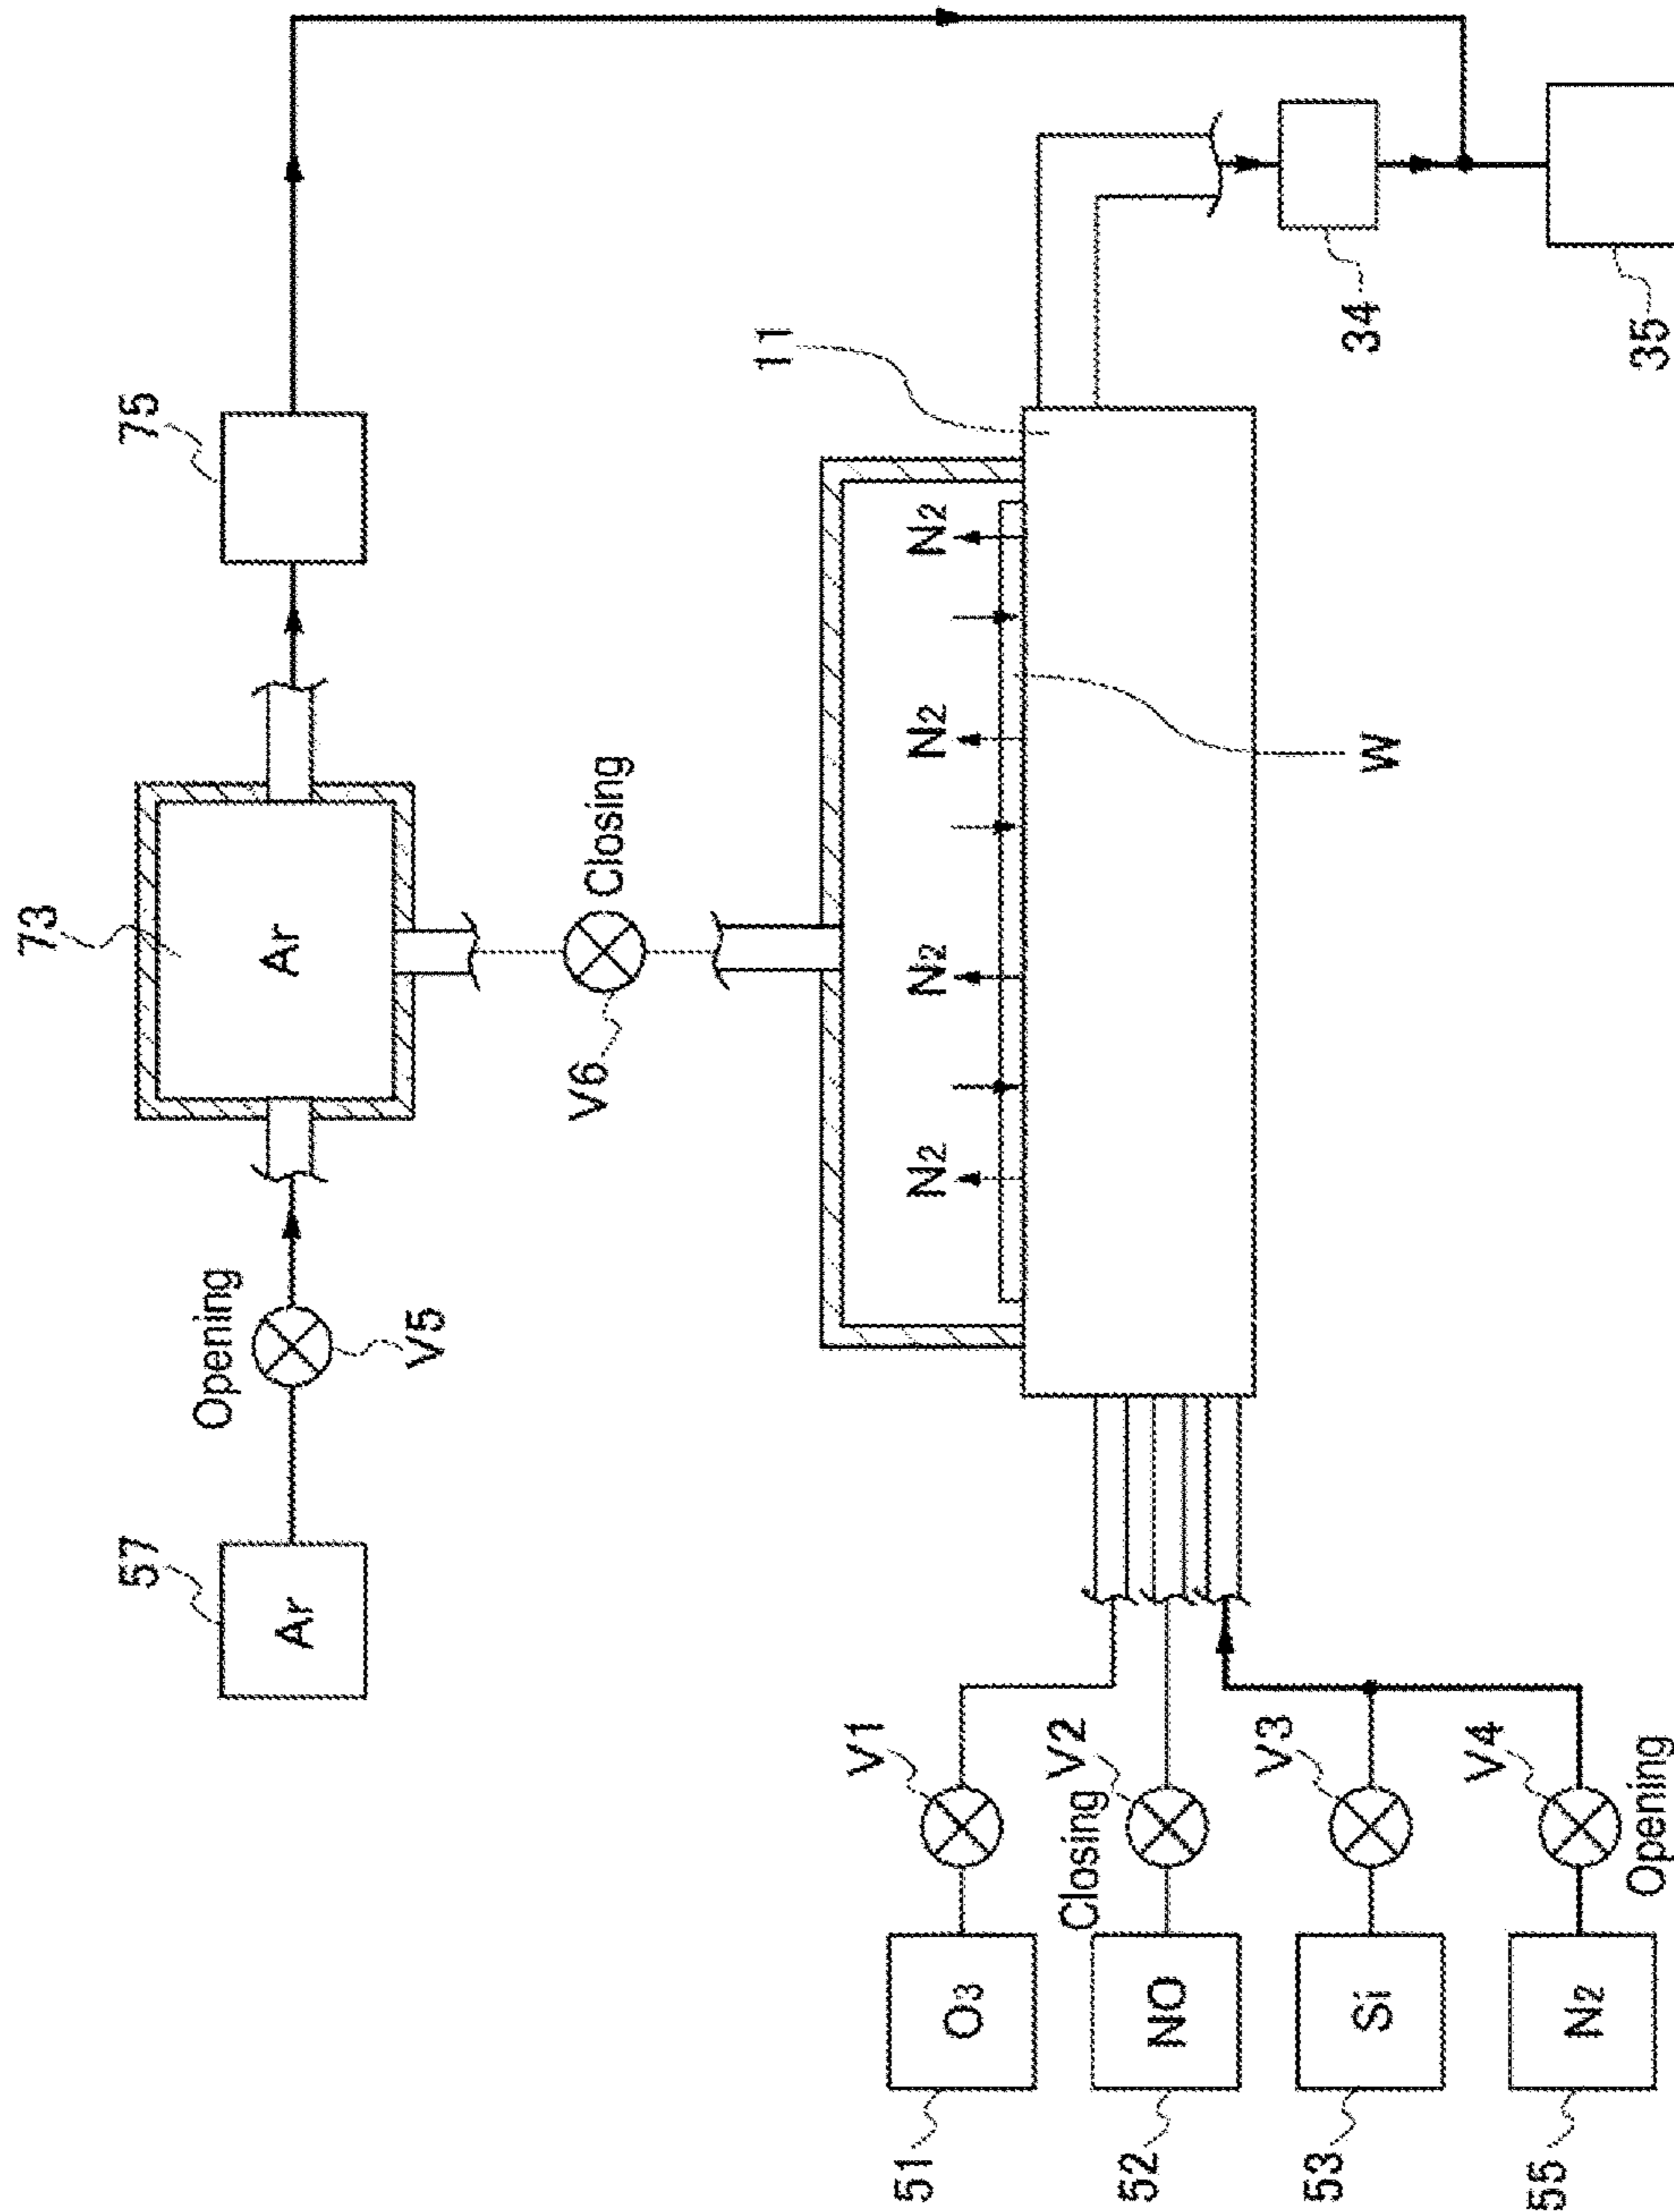 73
75
Ar
57
Ar
Opening
V5
V6
Closing
11
N2
N2
N2
N2
W
34
35
V1
51
O3
V2
Closing
52
NO
V3
53
Si
V4
55
N2
Opening